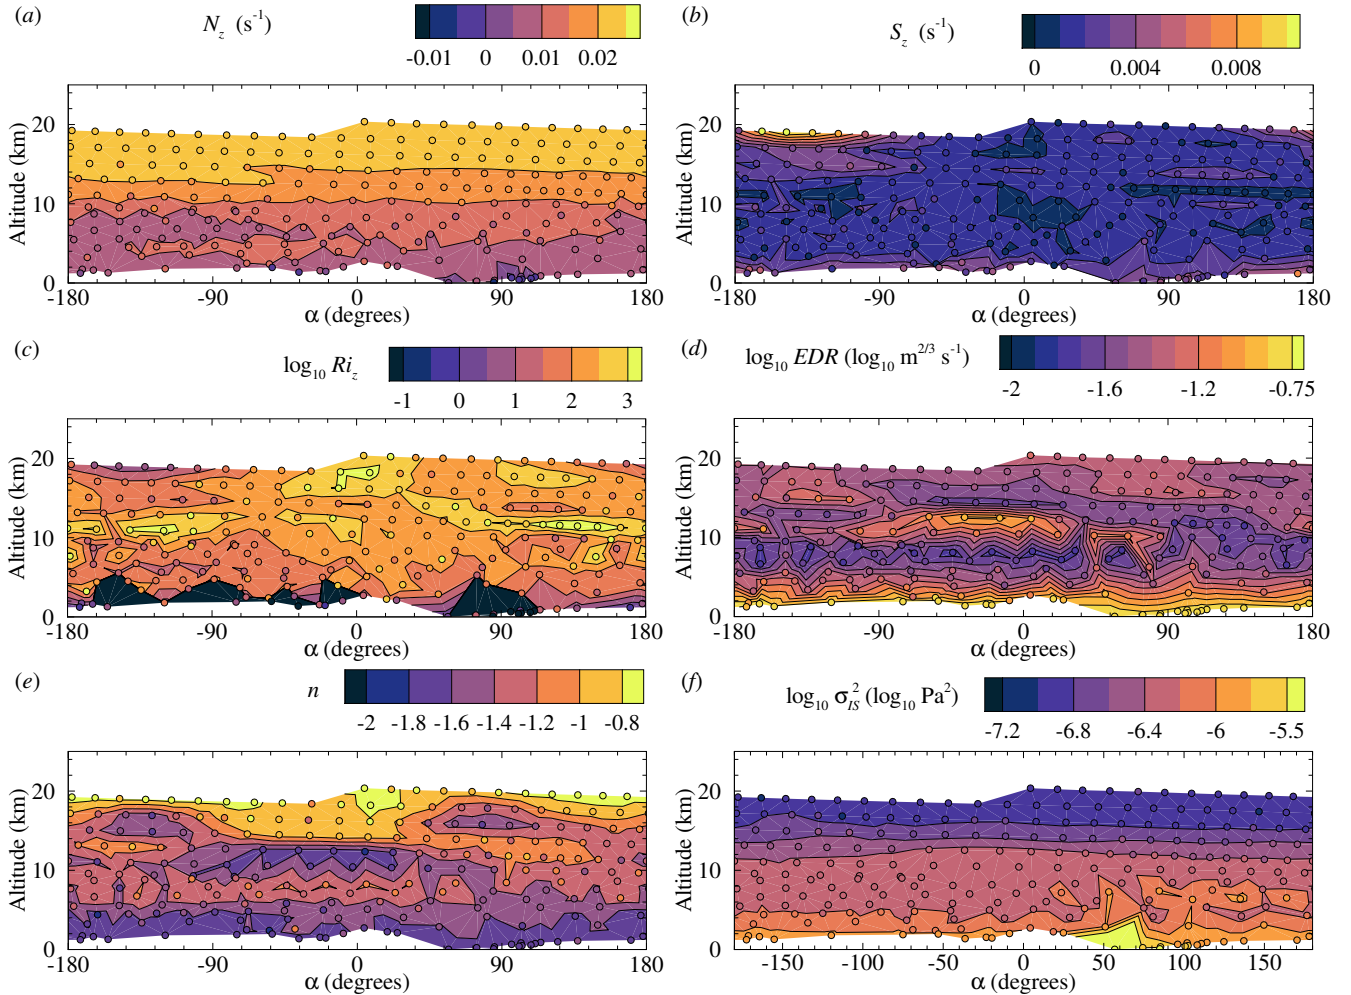 (a) N_z (s⁻¹)
-0.01 0 0.01 0.02
Altitude (km)
20
10
0
-180 -90 0 90 180
α (degrees)
(b) S_z (s⁻¹)
0 0.004 0.008
Altitude (km)
20
10
0
-180 -90 0 90 180
α (degrees)
(c) log₁₀ Ri_z
-1 0 1 2 3
Altitude (km)
20
10
0
-180 -90 0 90 180
α (degrees)
(d) log₁₀ EDR (log₁₀ m^2/3 s⁻¹)
-2 -1.6 -1.2 -0.75
Altitude (km)
20
10
0
-180 -90 0 90 180
α (degrees)
(e) n
-2 -1.8 -1.6 -1.4 -1.2 -1 -0.8
Altitude (km)
20
10
0
-180 -90 0 90 180
α (degrees)
(f) log₁₀ σ²_IS (log₁₀ Pa²)
-7.2 -6.8 -6.4 -6 -5.5
Altitude (km)
20
10
0
-150 -100 -50 0 50 100 150
α (degrees)